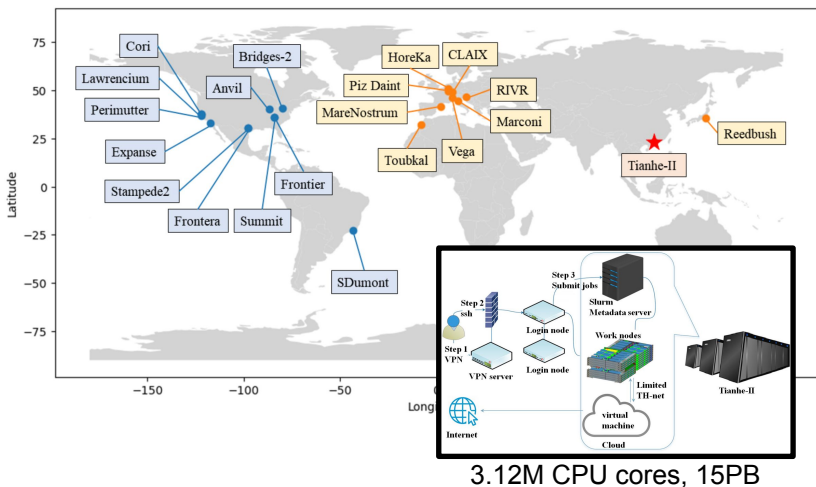 75
50
25
0
−25
−50
−75
Latitude
Cori
Lawrencium
Perimutter
Expanse
Stampede2
Frontera
Summit
Frontier
Anvil
Bridges-2
SDumont
HoreKa
CLAIX
Piz Daint
RIVR
MareNostrum
Marconi
Toubkal
Vega
Reedbush
Tianhe-II
−150
−100
−50
0
Longi
Step 1
VPN
Step 2
ssh
VPN server
Login node
Login node
Step 3
Submit jobs
Slurm
Metadata server
Work nodes
Limited
TH-net
virtual
machine
Cloud
Internet
Tianhe-II
3.12M CPU cores, 15PB